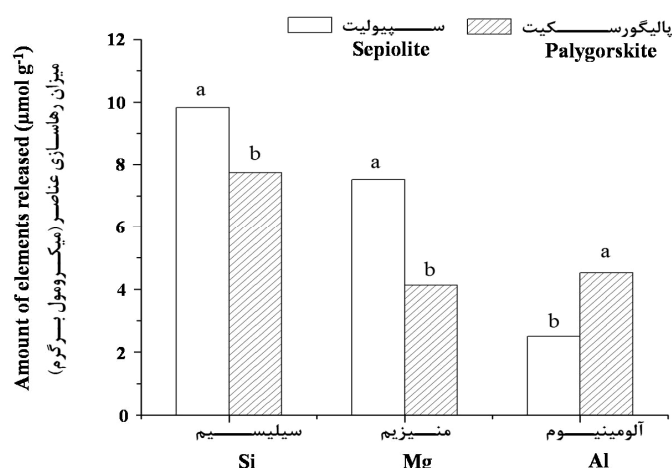 سپیولیت
Sepiolite
پالیگورسکیت
Palygorskite
Amount of elements released (µmol g⁻¹)
میزان رهاسازی عناصر (میکرومول بر گرم)
12
10
8
6
4
2
0
a
b
a
b
b
a
سیلیسیم
منیزیم
آلومینیوم
Si
Mg
Al